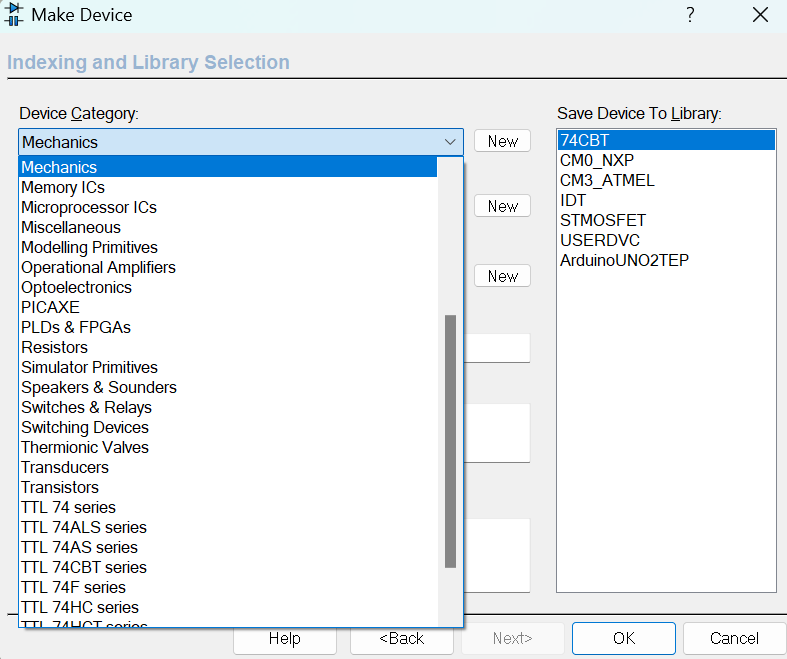 Make Device
?
Indexing and Library Selection
Device Category:
Mechanics
New
Mechanics
Memory ICs
Microprocessor ICs
Miscellaneous
Modelling Primitives
Operational Amplifiers
Optoelectronics
PICAXE
PLDs & FPGAs
Resistors
Simulator Primitives
Speakers & Sounders
Switches & Relays
Switching Devices
Thermionic Valves
Transducers
Transistors
TTL 74 series
TTL 74ALS series
TTL 74AS series
TTL 74CBT series
TTL 74F series
TTL 74HC series
TTL 74HCT series
New
New
Save Device To Library:
74CBT
CM0_NXP
CM3_ATMEL
IDT
STMOSFET
USERDVC
ArduinoUNO2TEP
Help
<Back
Next>
OK
Cancel